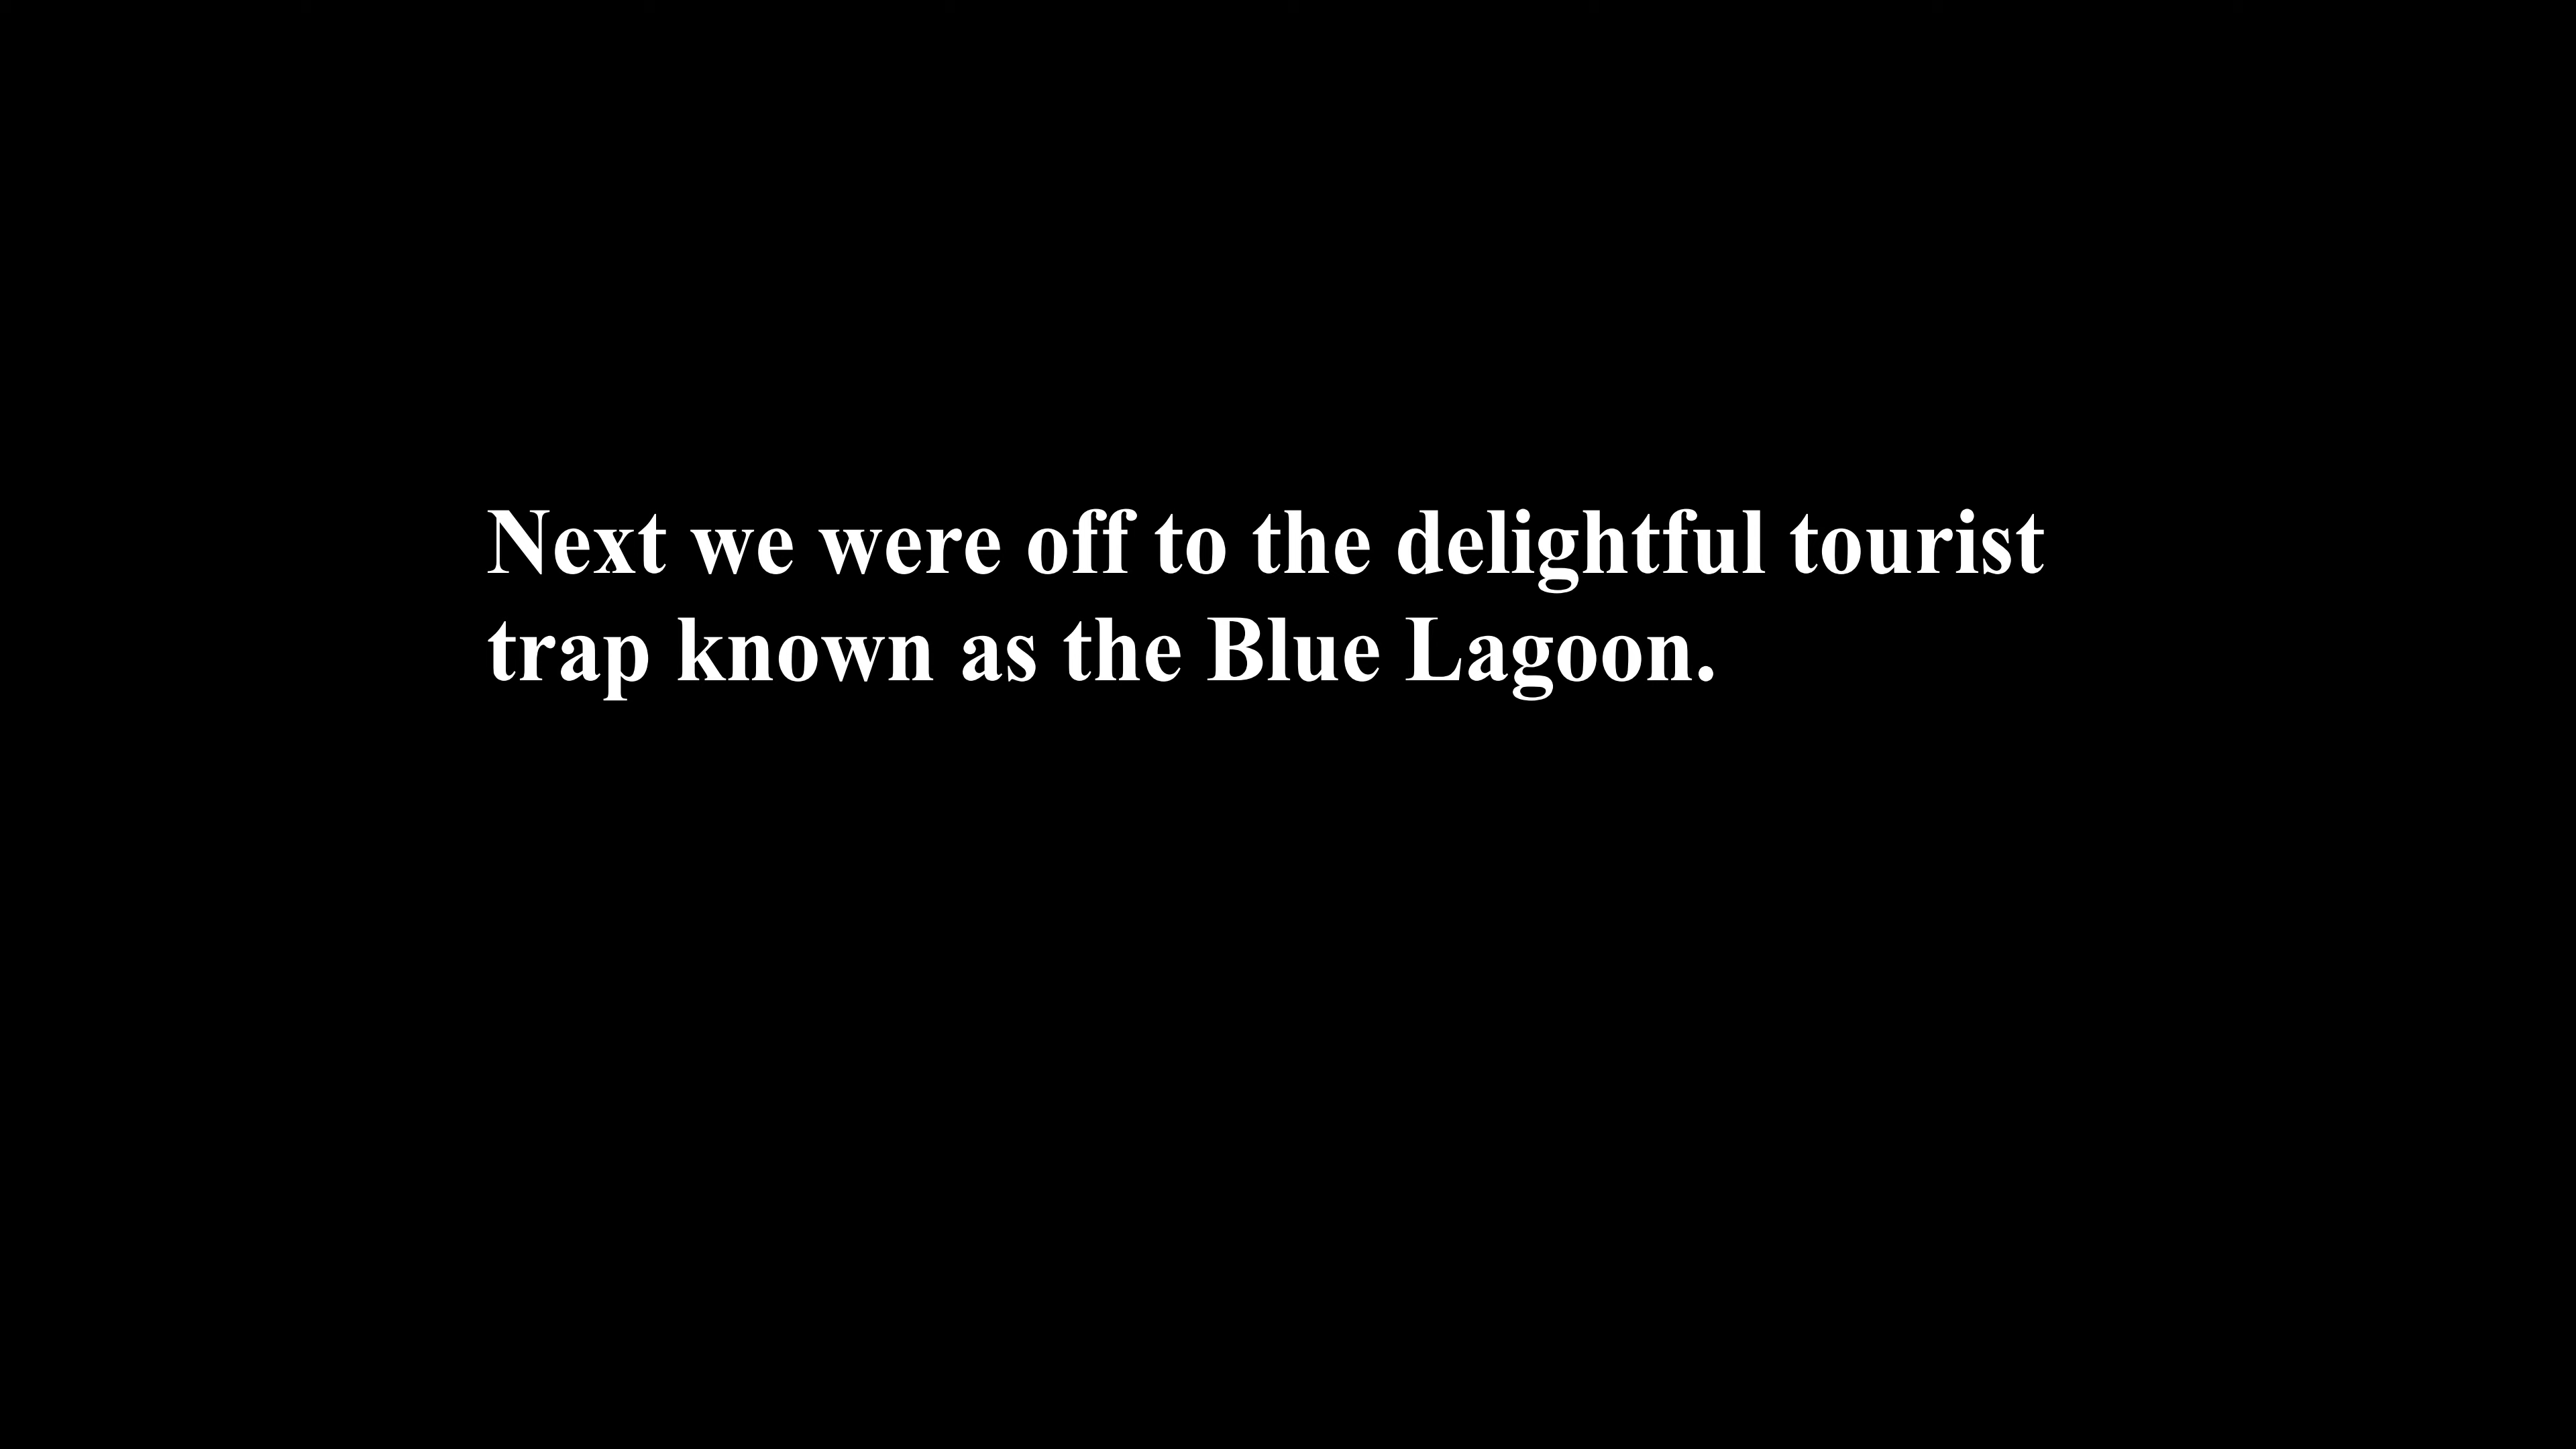 Next we were off to the delightful tourist
trap known as the Blue Lagoon.